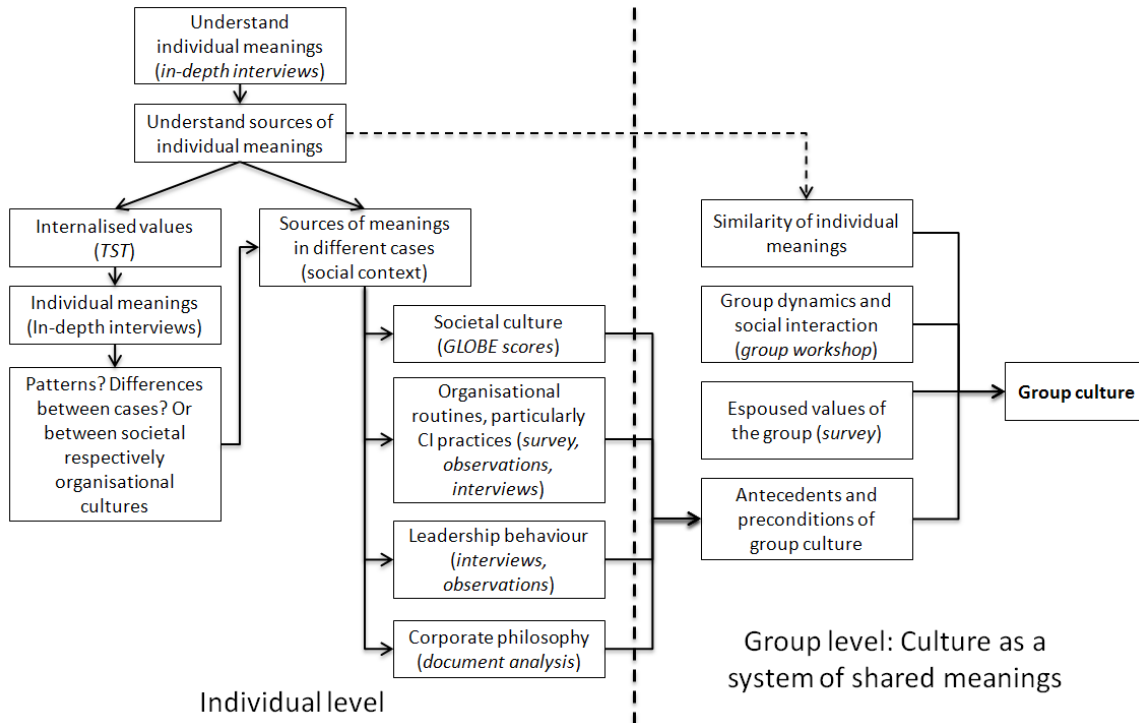 Understand
individual meanings
(in-depth interviews)
Understand sources of
individual meanings
Internalised values
(TST)
Individual meanings
(In-depth interviews)
Patterns? Differences
between cases? Or
between societal
respectively
organisational
cultures
Sources of meanings
in different cases
(social context)
Societal culture
(GLOBE scores)
Organisational
routines, particularly
CI practices (survey,
observations,
interviews)
Leadership behaviour
(interviews,
observations)
Corporate philosophy
(document analysis)
Individual level
Similarity of individual
meanings
Group dynamics and
social interaction
(group workshop)
Espoused values of
the group (survey)
Antecedents and
preconditions of
group culture
Group culture
Group level: Culture as a
system of shared meanings